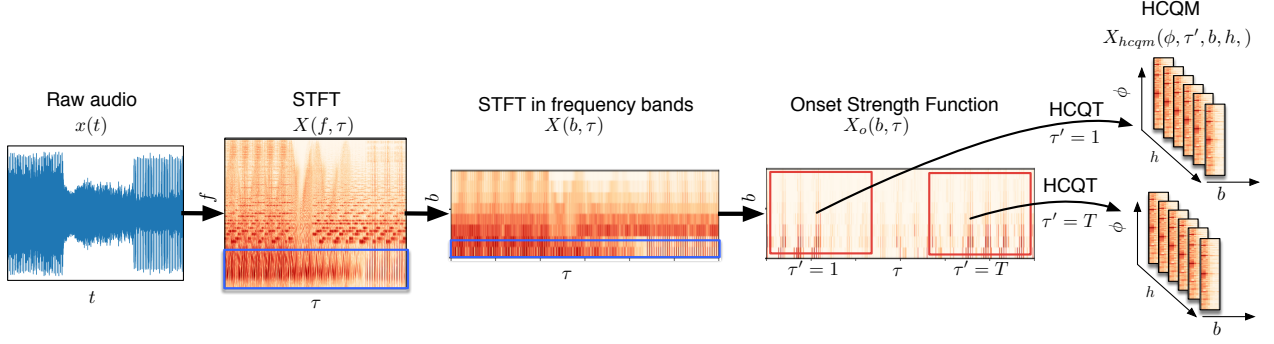 HCQM
X_{hcqm}(ϕ, τ′, b, h,)
Raw audio
x(t)
STFT
X(f, τ)
STFT in frequency bands
X(b, τ)
Onset Strength Function
X_o(b, τ)
HCQT
τ′ = 1
HCQT
τ′ = T
f
b
b
ϕ
h
b
ϕ
h
b
t
τ
τ
τ′ = 1
τ
τ′ = T